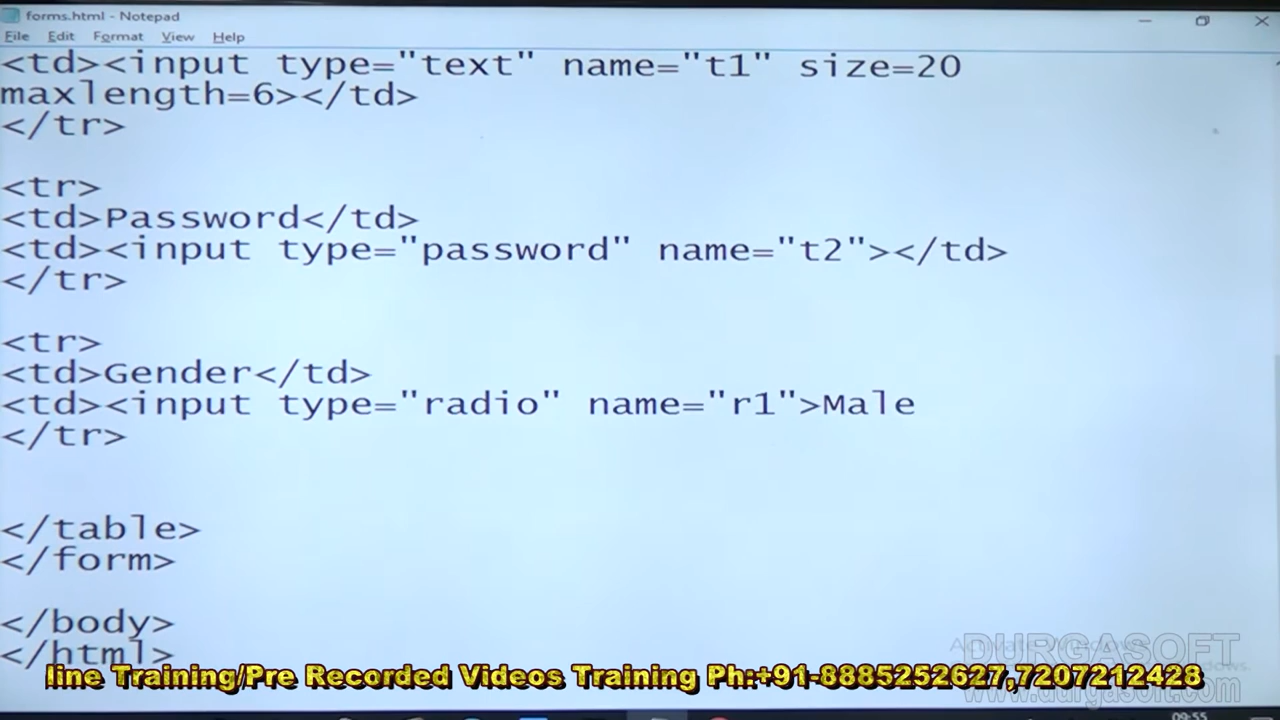 forms.html - Notepad
File Edit Format View Help
<td><input type="text" name="t1" size=20
maxlength=6></td>
</tr>
<tr>
<td>Password</td>
<td><input type="password" name="t2"></td>
</tr>
<tr>
<td>Gender</td>
<td><input type="radio" name="r1">Male
</tr>
</table>
</form>
</body>
</html>
DURGASOFT
line Training/Pre Recorded Videos Training Ph:+91-8885252627,7207212428
www.durgasoft.com